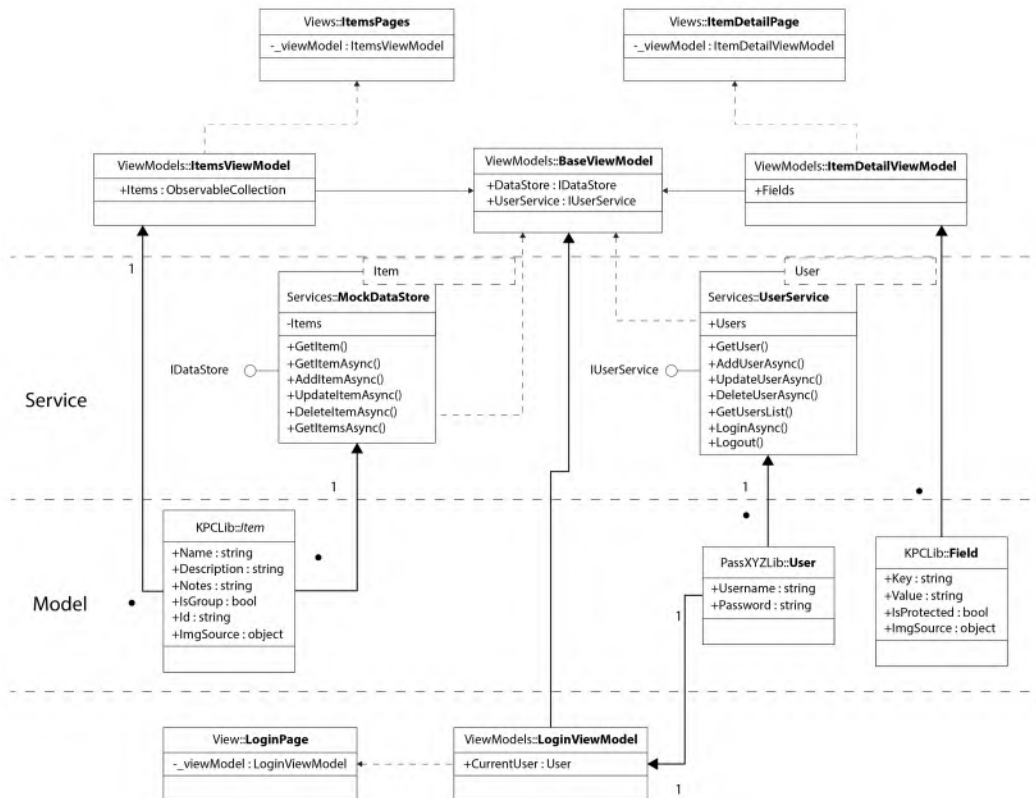 Views::ItemsPages
-_viewModel : ItemsViewModel
Views::ItemDetailPage
-_viewModel : ItemDetailViewModel
ViewModels::ItemsViewModel
+Items : ObservableCollection
ViewModels::BaseViewModel
+DataStore : IDataStore
+UserService : IUserService
ViewModels::ItemDetailViewModel
+Fields
1
Item
Services::MockDataStore
-Items
+GetItem()
+GetItemAsync()
+AddItemAsync()
+UpdateItemAsync()
+DeleteItemAsync()
+GetItemsAsync()
IDataStore
User
Services::UserService
+Users
+GetUser()
+AddUserAsync()
+UpdateUserAsync()
+DeleteUserAsync()
+GetUsersList()
+LoginAsync()
+Logout()
IUserService
Service
1
1
KPCLib::Item
+Name : string
+Description : string
+Notes : string
+IsGroup : bool
+Id : string
+ImgSource : object
PassXYZLib::User
+Username : string
+Password : string
KPCLib::Field
+Key : string
+Value : string
+IsProtected : bool
+ImgSource : object
Model
1
View::LoginPage
-_viewModel : LoginViewModel
ViewModels::LoginViewModel
+CurrentUser : User
1